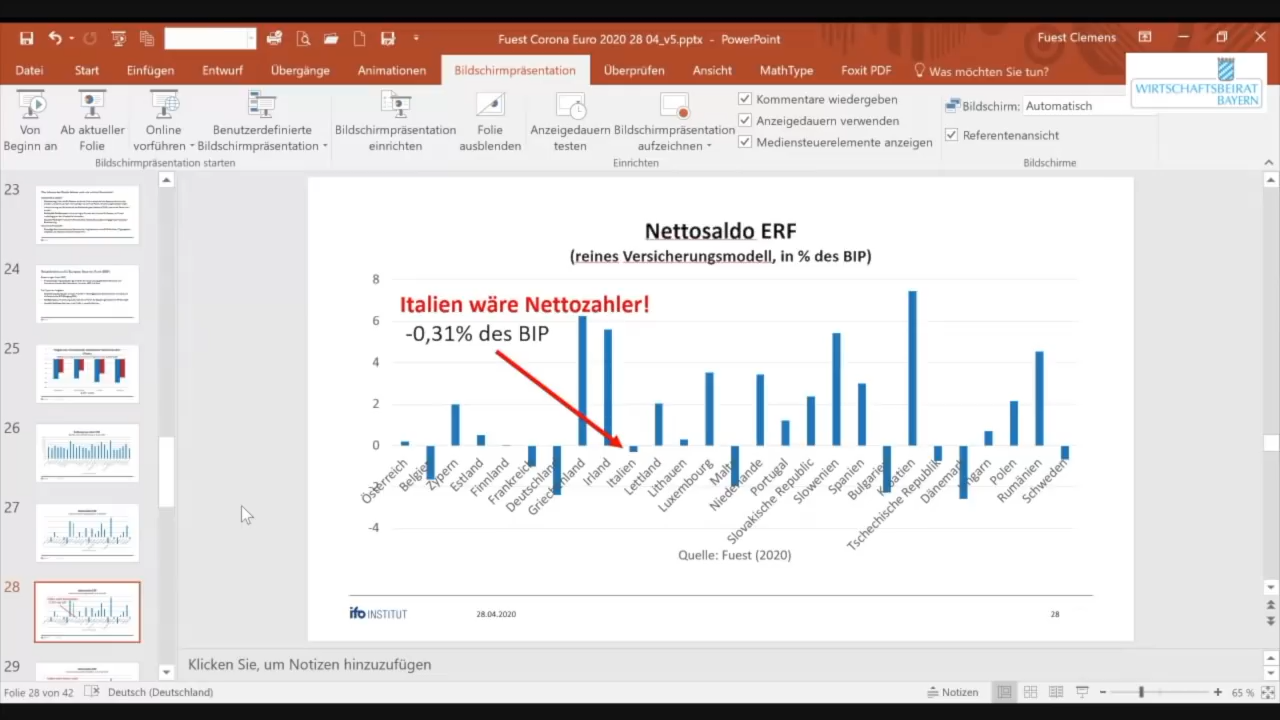 Fuest Corona Euro 2020 28 04_v5.pptx - PowerPoint
Fuest Clemens
Datei Start Einfügen Entwurf Übergänge Animationen Bildschirmpräsentation Überprüfen Ansicht MathType Foxit PDF Was möchten Sie tun?
WIRTSCHAFTSBEIRAT
BAYERN
Von
Beginn an
Ab aktueller
Folie
Online
vorführen
Benutzerdefinierte
Bildschirmpräsentation
Bildschirmpräsentation
einrichten
Folie
ausblenden
Anzeigedauern
testen
Bildschirmpräsentation
aufzeichnen
Kommentare wiedergeben
Anzeigedauern verwenden
Mediensteuerelemente anzeigen
Bildschirm: Automatisch
Referentenansicht
Bildschirmpräsentation starten
Einrichten
Bildschirme
23
24
25
26
27
28
29
Nettosaldo ERF
(reines Versicherungsmodell, in % des BIP)
Italien wäre Nettozahler!
-0,31% des BIP
8
6
4
2
0
-4
Österreich
Belgien
Zypern
Estland
Finnland
Frankreich
Deutschland
Griechenland
Irland
Italien
Lettland
Lithauen
Luxembourg
Malta
Niederlande
Portugal
Slovakische Republic
Slowenien
Spanien
Bulgarien
Kroatien
Tschechische Republik
Dänemark
Ungarn
Polen
Rumänien
Schweden
Quelle: Fuest (2020)
ifo INSTITUT
28.04.2020
28
Klicken Sie, um Notizen hinzuzufügen
Folie 28 von 42 Deutsch (Deutschland)
Notizen
65 %